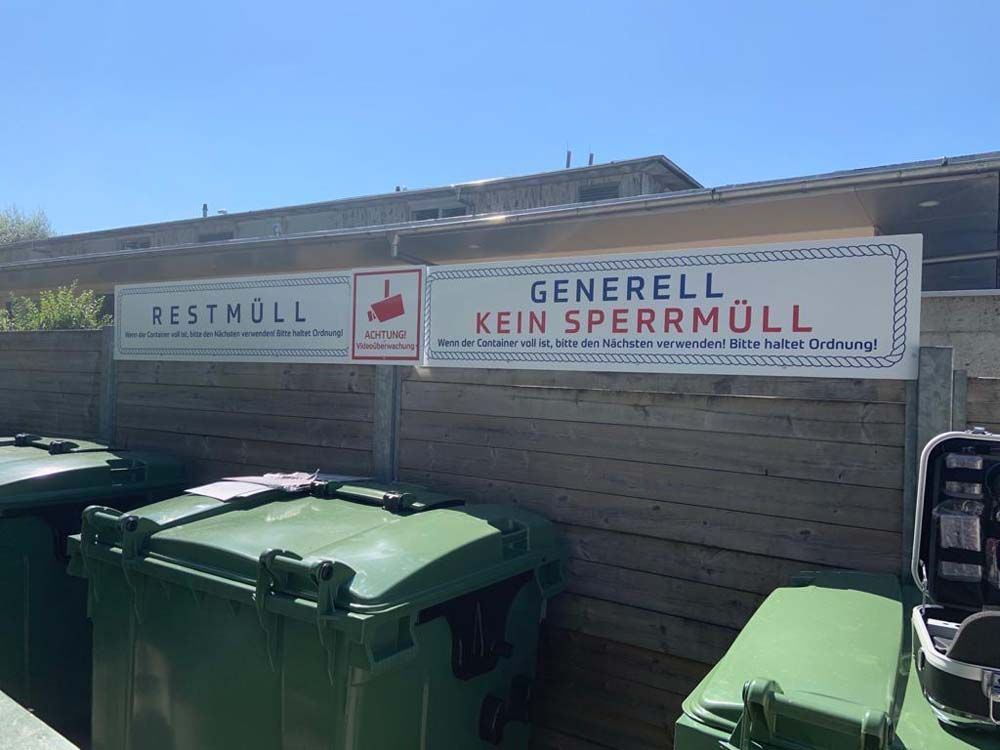 RESTMÜLL
Wenn der Container voll ist, bitte den Nächsten verwenden! Bitte haltet Ordnung!
ACHTUNG!
Videoüberwachung
GENERELL
KEIN SPERRMÜLL
Wenn der Container voll ist, bitte den Nächsten verwenden! Bitte haltet Ordnung!